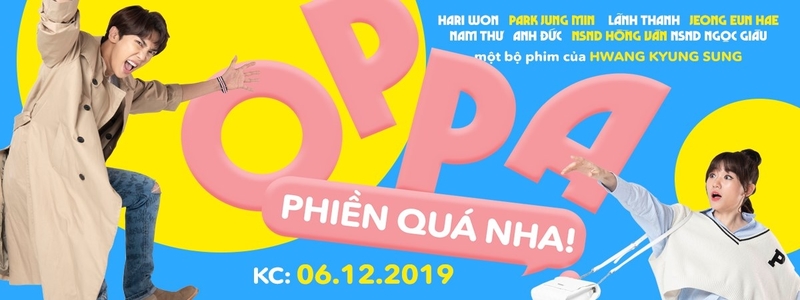 HARI WON PARK JUNG MIN LÃNH THANH JEONG EUN HAE
NAM THƯ ANH ĐỨC NSND HỒNG VÂN NSND NGỌC GIÀU
một bộ phim của HWANG KYUNG SUNG
OPPA
PHIỀN QUÁ NHA!
KC: 06.12.2019
P